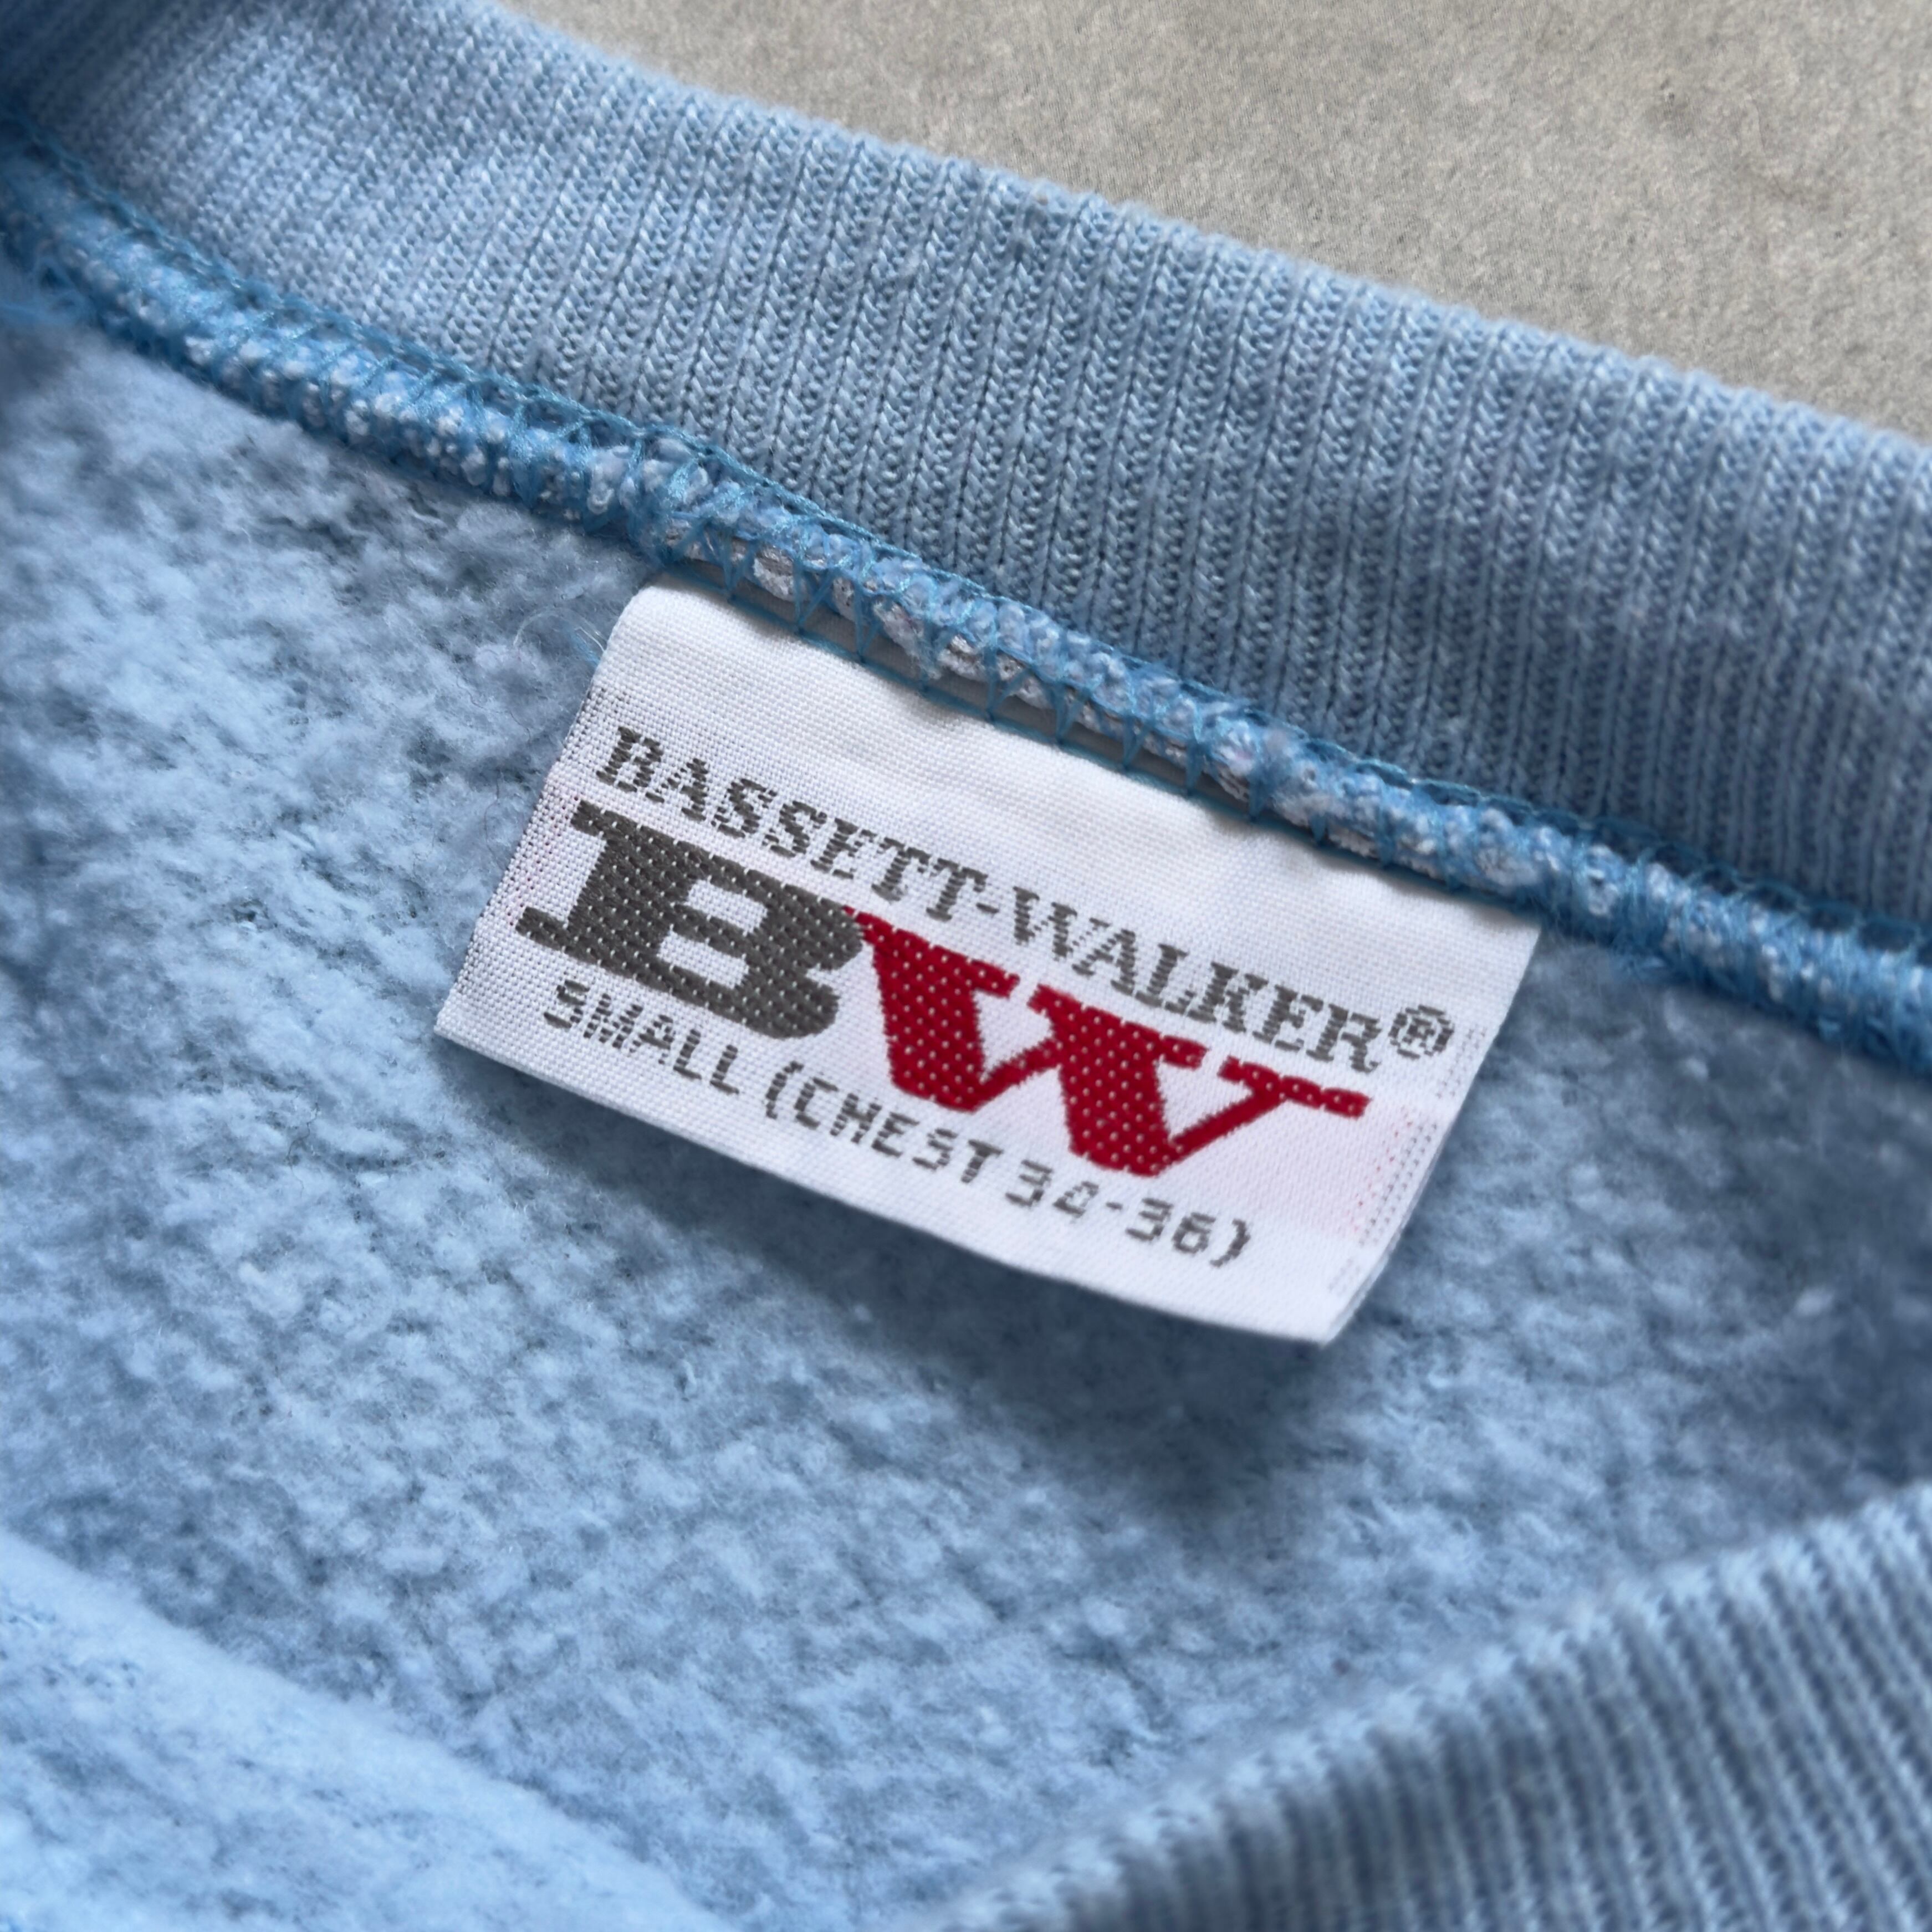 BASSETT-WALKER®
BW
SMALL (CHEST 34-36)